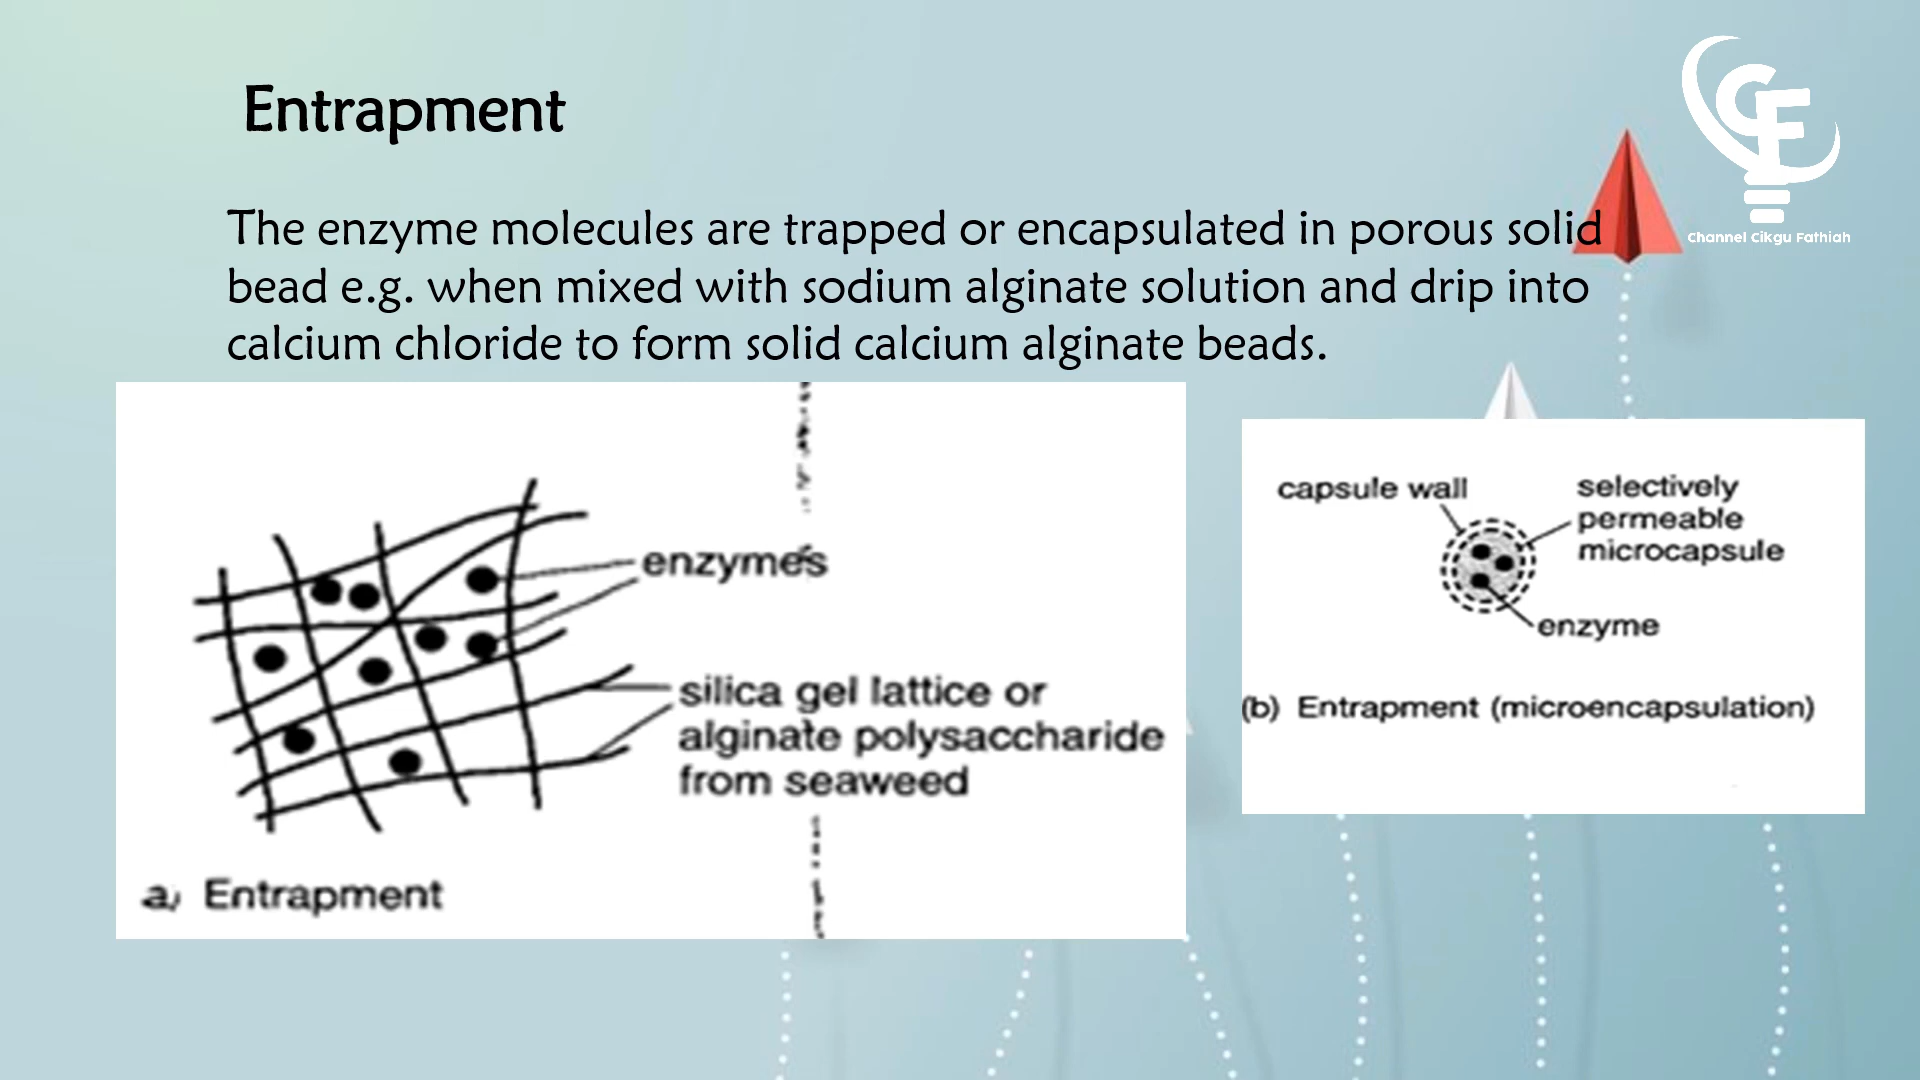 Entrapment
Channel Cikgu Fathiah
The enzyme molecules are trapped or encapsulated in porous solid
bead e.g. when mixed with sodium alginate solution and drip into
calcium chloride to form solid calcium alginate beads.
enzymes
silica gel lattice or
alginate polysaccharide
from seaweed
a) Entrapment
capsule wall
selectively
permeable
microcapsule
enzyme
(b) Entrapment (microencapsulation)